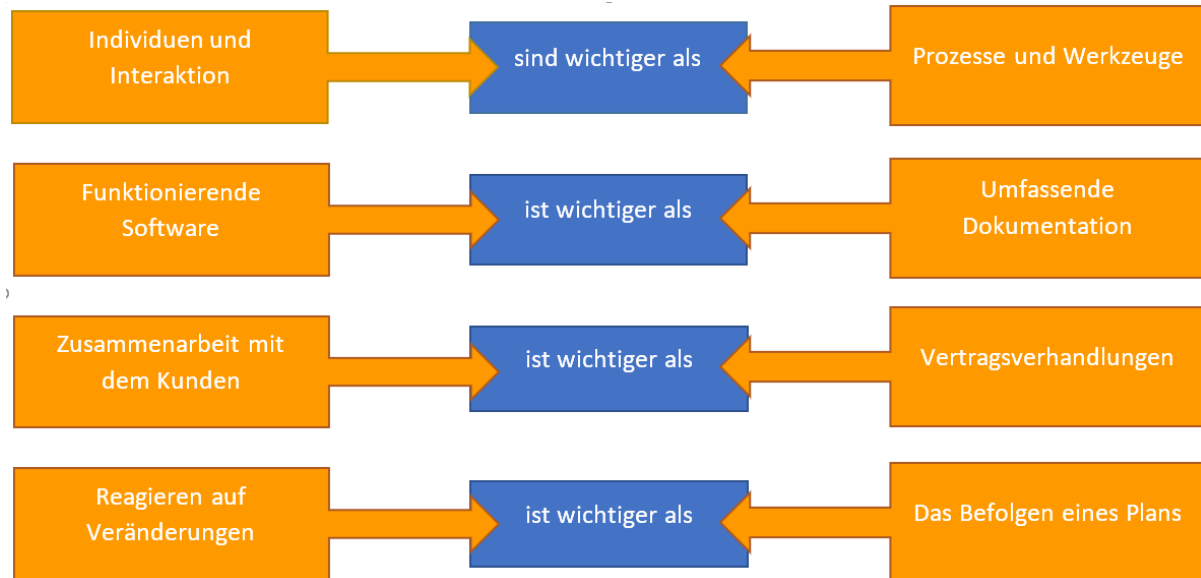 Individuen und
Interaktion
sind wichtiger als
Prozesse und Werkzeuge
Funktionierende
Software
ist wichtiger als
Umfassende
Dokumentation
Zusammenarbeit mit
dem Kunden
ist wichtiger als
Vertragsverhandlungen
Reagieren auf
Veränderungen
ist wichtiger als
Das Befolgen eines Plans